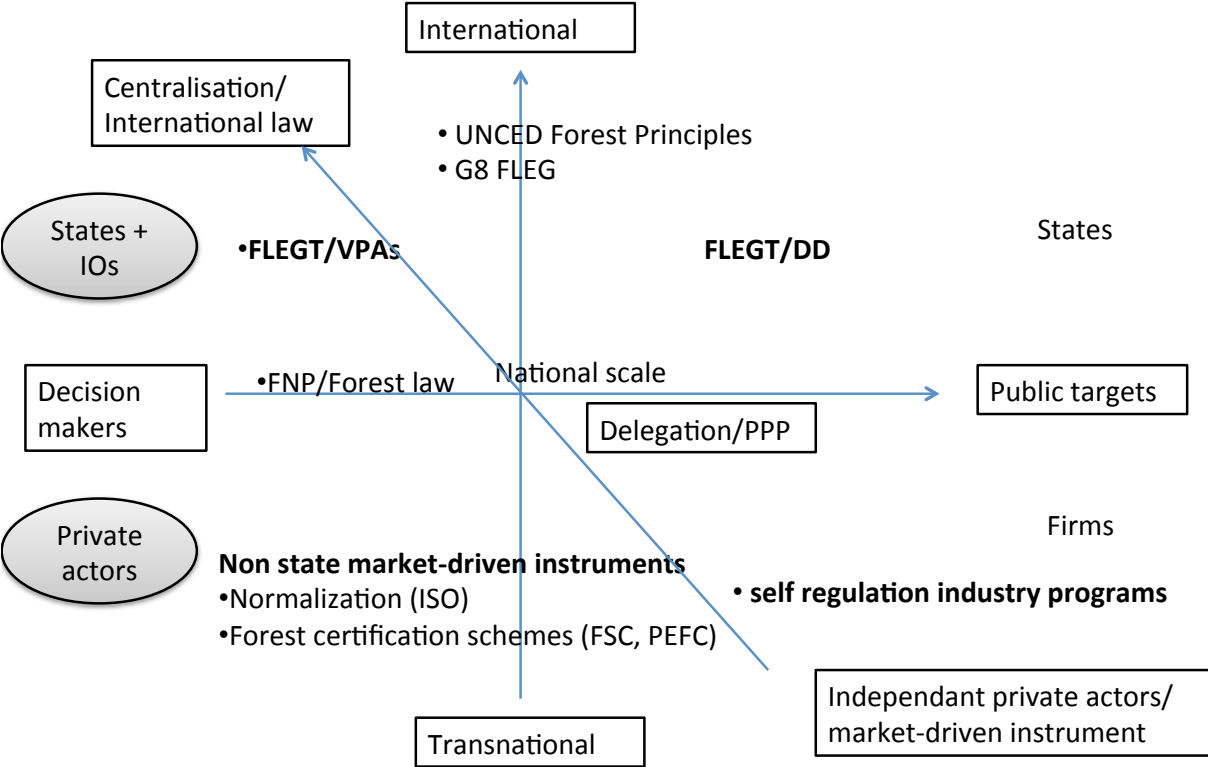 International
Centralisation/
International law
• UNCED Forest Principles
• G8 FLEG
States +
IOs
•FLEGT/VPAs
FLEGT/DD
States
•FNP/Forest law
National scale
Decision
makers
Public targets
Delegation/PPP
Private
actors
Firms
Non state market-driven instruments
•Normalization (ISO)
•Forest certification schemes (FSC, PEFC)
• self regulation industry programs
Independant private actors/
market-driven instrument
Transnational